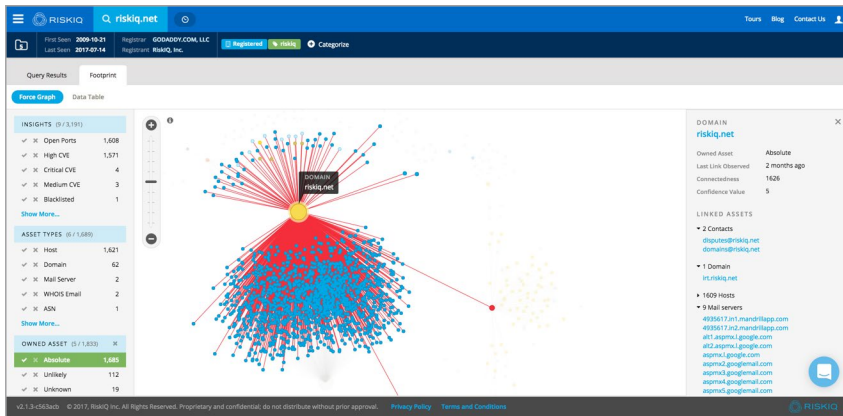 RISKIQ
riskiq.net
Tours Blog Contact Us
First Seen 2009-10-21
Last Seen 2017-07-14
Registrar GODADDY.COM, LLC
Registrant RiskIQ, Inc.
Registered
riskiq
Categorize
Query Results
Footprint
Force Graph
Data Table
INSIGHTS (9 / 3,191)
Open Ports 1,608
High CVE 1,571
Critical CVE 4
Medium CVE 3
Blacklisted 1
Show More...
ASSET TYPES (6 / 1,689)
Host 1,621
Domain 62
Mail Server 2
WHOIS Email 2
ASN 1
Show More...
OWNED ASSET (5 / 1,833)
Absolute 1,685
Unlikely 112
Unknown 19
DOMAIN
riskiq.net
DOMAIN
riskiq.net
Owned Asset Absolute
Last Link Observed 2 months ago
Connectedness 1626
Confidence Value 5
LINKED ASSETS
2 Contacts
disputes@riskiq.net
domains@riskiq.net
1 Domain
irt.riskiq.net
1609 Hosts
9 Mail servers
4935617.in1.mandrillapp.com
4935617.in2.mandrillapp.com
alt1.aspmx.l.google.com
alt2.aspmx.l.google.com
aspmx.l.google.com
aspmx2.googlemail.com
aspmx3.googlemail.com
aspmx4.googlemail.com
aspmx5.googlemail.com
v2.1.3-c563acb © 2017, RiskIQ Inc. All Rights Reserved. Proprietary and confidential; do not distribute without prior approval. Privacy Policy Terms and Conditions
RISKIQ